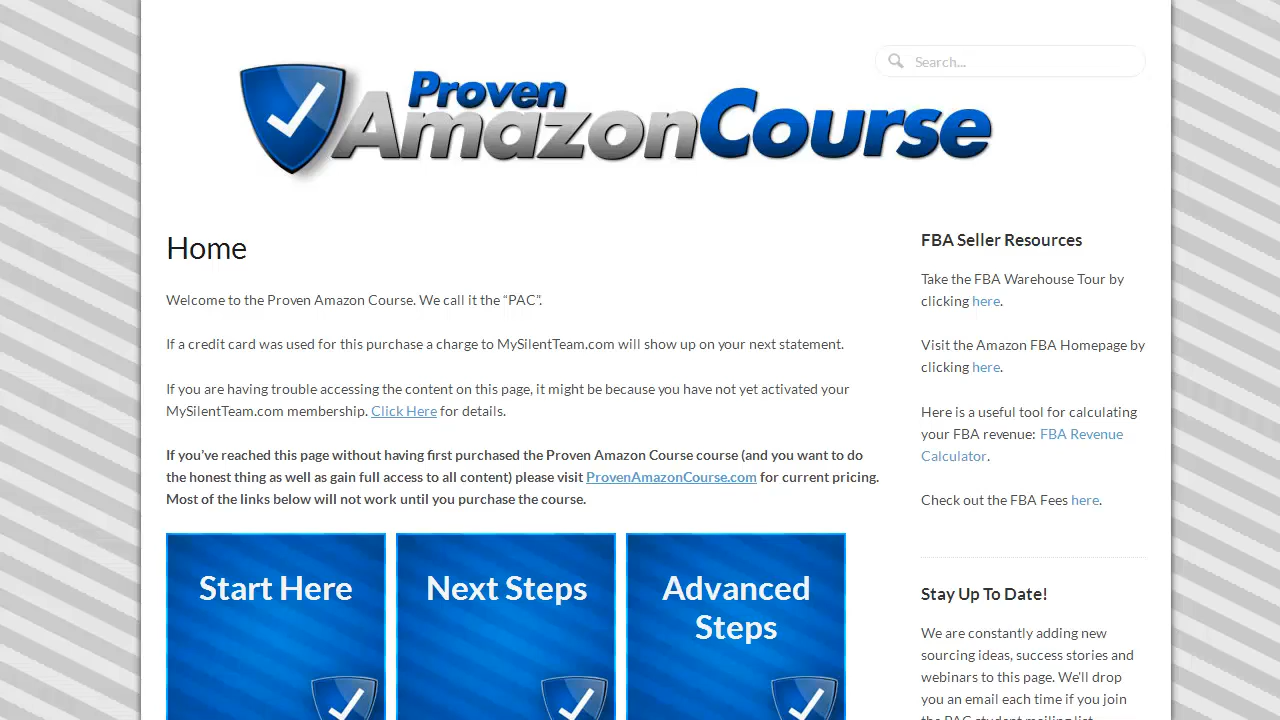 Search...
Proven
AmazonCourse
Home
Welcome to the Proven Amazon Course. We call it the “PAC”.
If a credit card was used for this purchase a charge to MySilentTeam.com will show up on your next statement.
If you are having trouble accessing the content on this page, it might be because you have not yet activated your
MySilentTeam.com membership. Click Here for details.
If you’ve reached this page without having first purchased the Proven Amazon Course course (and you want to do
the honest thing as well as gain full access to all content) please visit ProvenAmazonCourse.com for current pricing.
Most of the links below will not work until you purchase the course.
Start Here
Next Steps
Advanced
Steps
FBA Seller Resources
Take the FBA Warehouse Tour by
clicking here.
Visit the Amazon FBA Homepage by
clicking here.
Here is a useful tool for calculating
your FBA revenue: FBA Revenue
Calculator.
Check out the FBA Fees here.
Stay Up To Date!
We are constantly adding new
sourcing ideas, success stories and
webinars to this page. We'll drop
you an email each time if you join
the PAC student mailing list